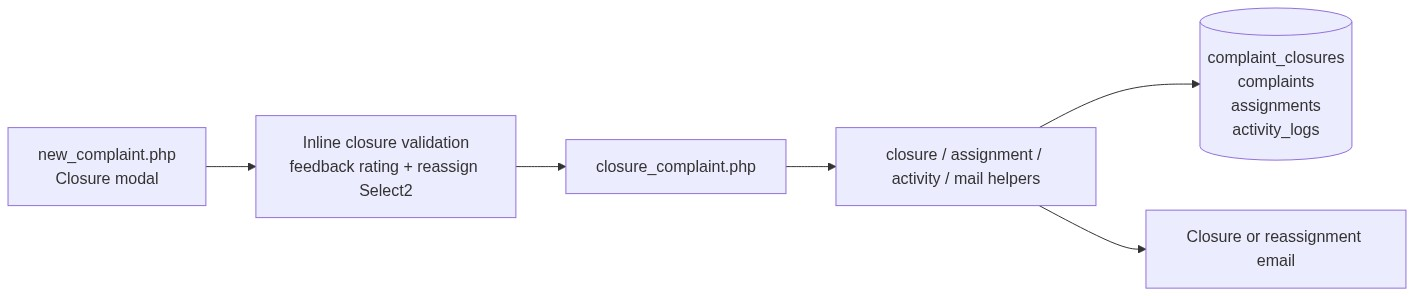 new_complaint.php
Closure modal
Inline closure validation
feedback rating + reassign
Select2
closure_complaint.php
closure / assignment /
activity / mail helpers
complaint_closures
complaints
assignments
activity_logs
Closure or reassignment
email